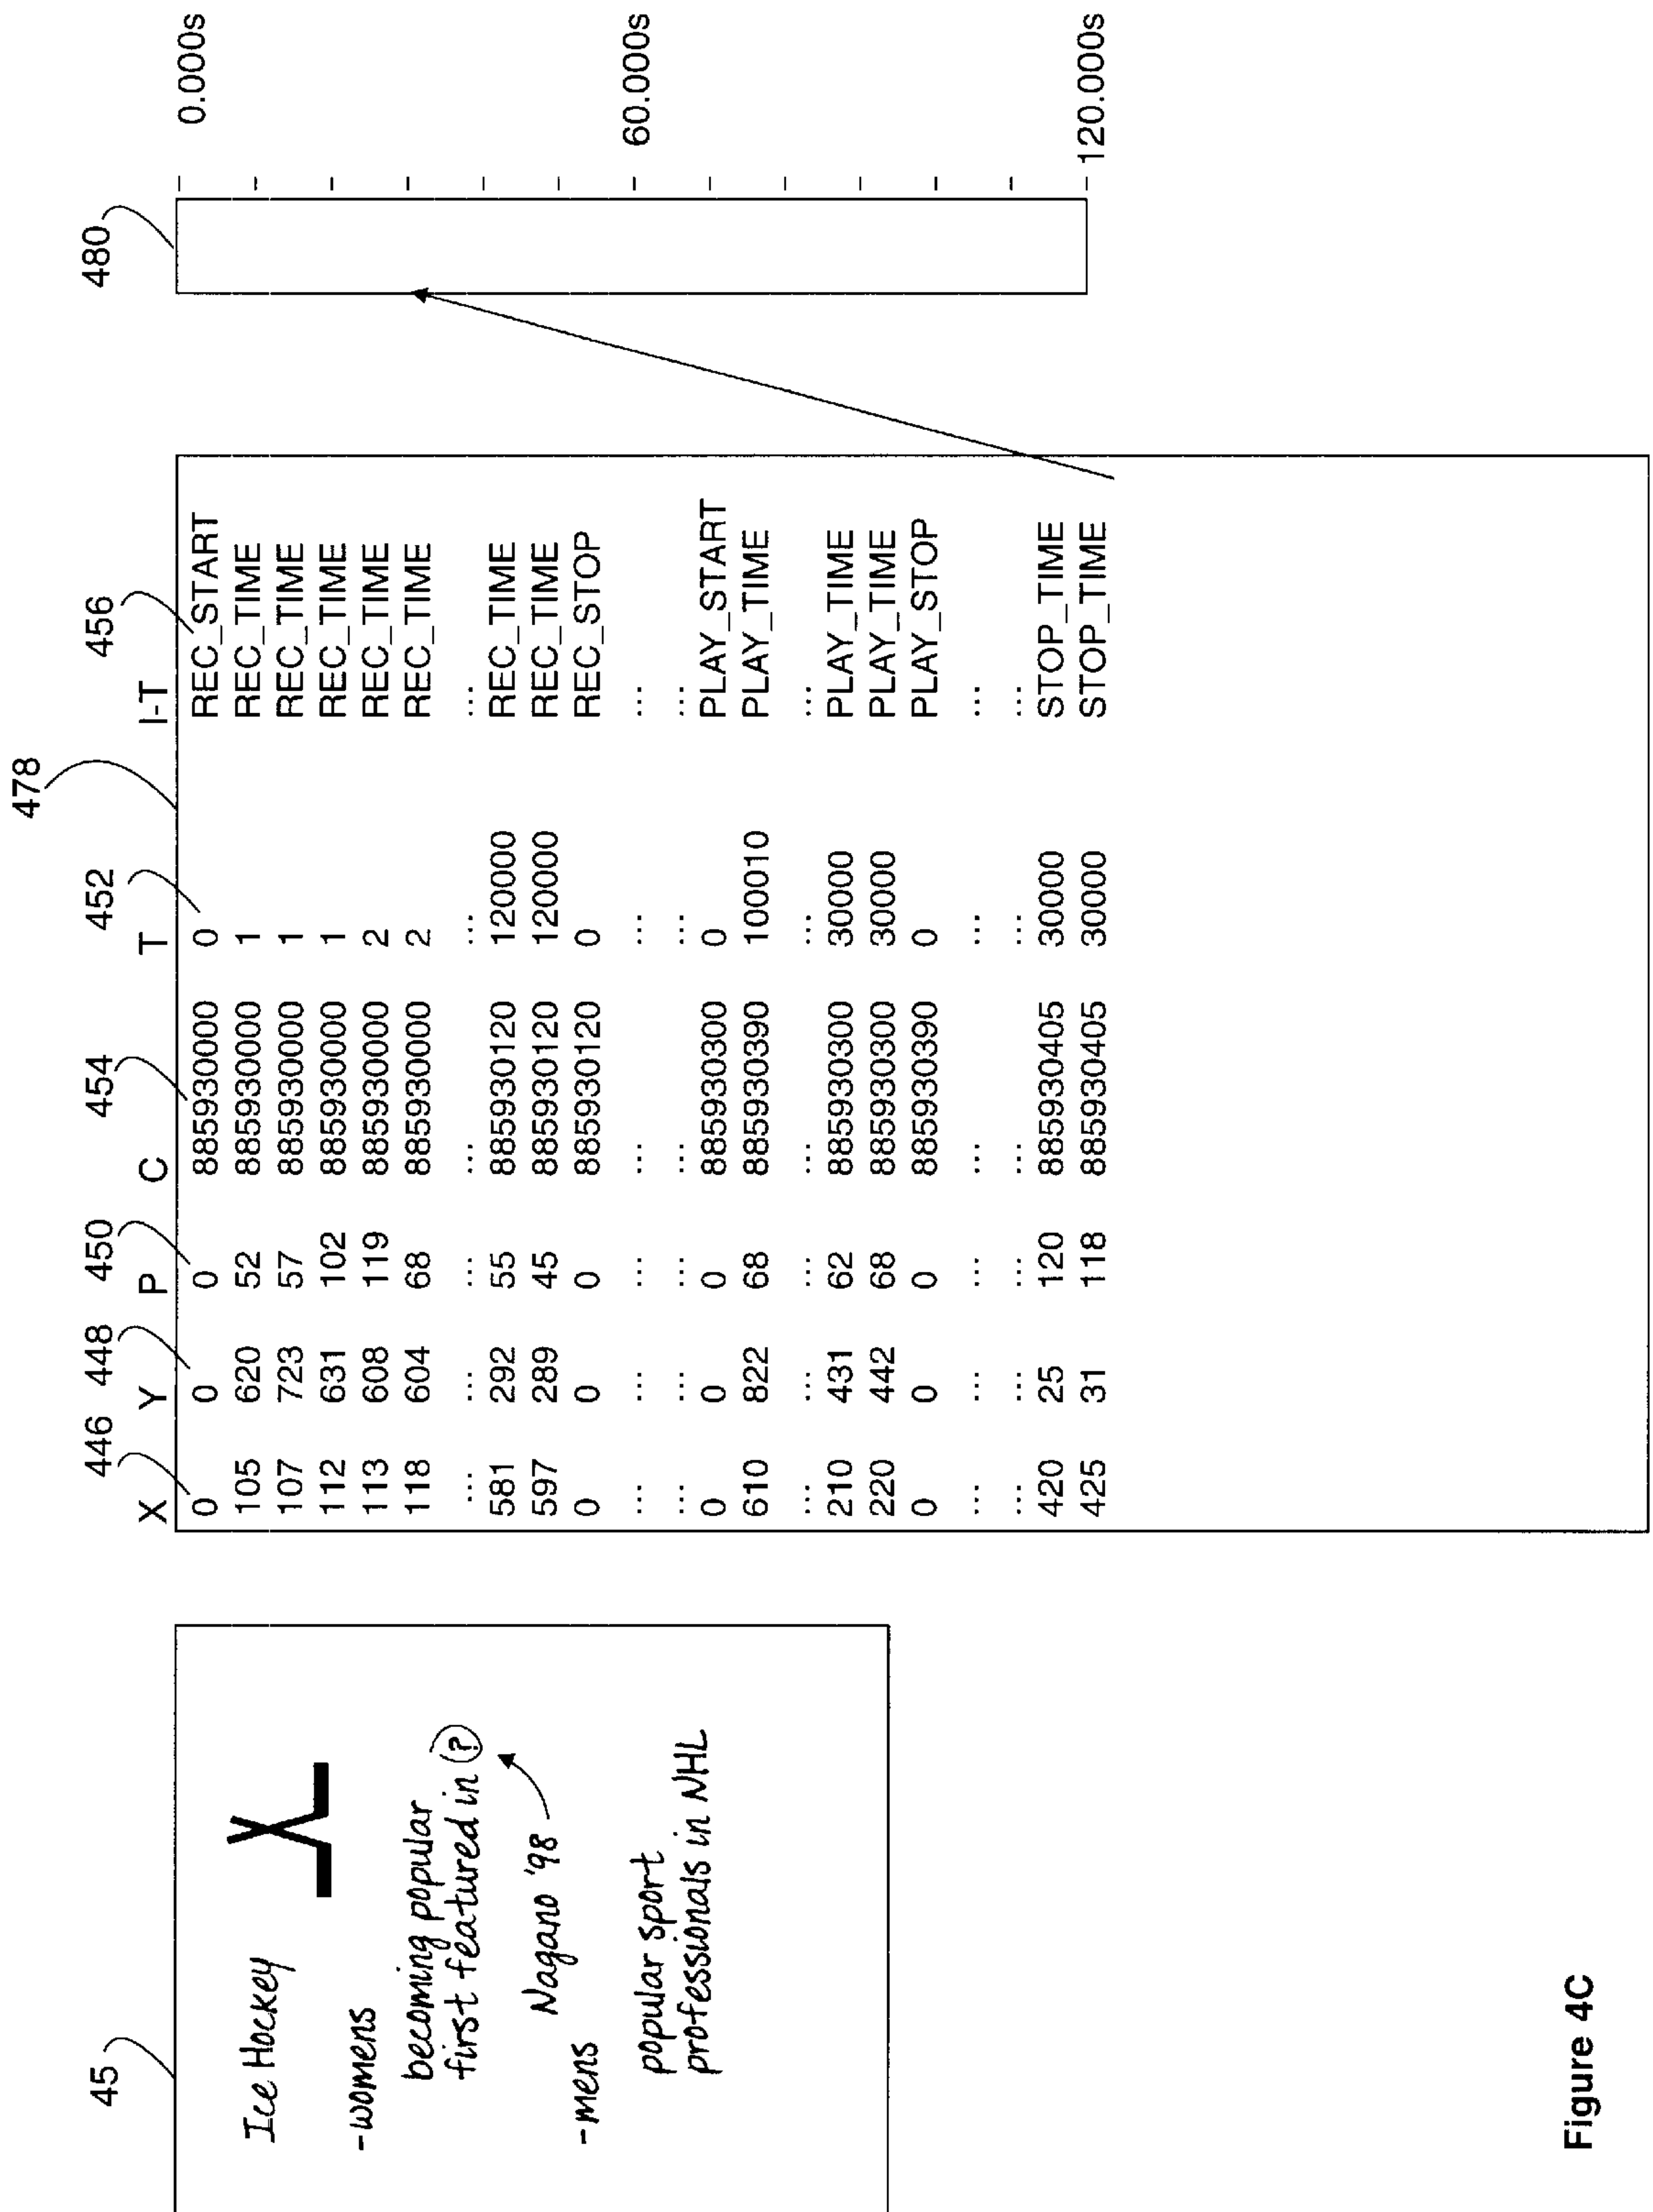 45
Ice Hockey
-womens
becoming popular
first featured in ?
Nagano '98
-mens
popular sport
professionals in NHL
478
446 448 450 454 452 456
X Y P C T I-T
0 0 0 885930000 0 REC_START
105 620 52 885930000 1 REC_TIME
107 723 57 885930000 1 REC_TIME
112 631 102 885930000 1 REC_TIME
113 608 119 885930000 2 REC_TIME
118 604 68 885930000 2 REC_TIME
... ... ... ... ... ...
581 292 55 885930120 120000 REC_TIME
597 289 45 885930120 120000 REC_TIME
0 0 0 885930120 0 REC_STOP
... ... ... ... ... ...
... ... ... ... ... ...
0 0 0 885930300 0 PLAY_START
610 822 68 885930390 100010 PLAY_TIME
... ... ... ... ... ...
210 431 62 885930300 30000 PLAY_TIME
220 442 68 885930300 30000 PLAY_TIME
0 0 0 885930390 0 PLAY_STOP
... ... ... ... ... ...
... ... ... ... ... ...
420 25 120 885930405 30000 STOP_TIME
425 31 118 885930405 30000 STOP_TIME
480
0.000s
60.000s
120.000s
Figure 4C